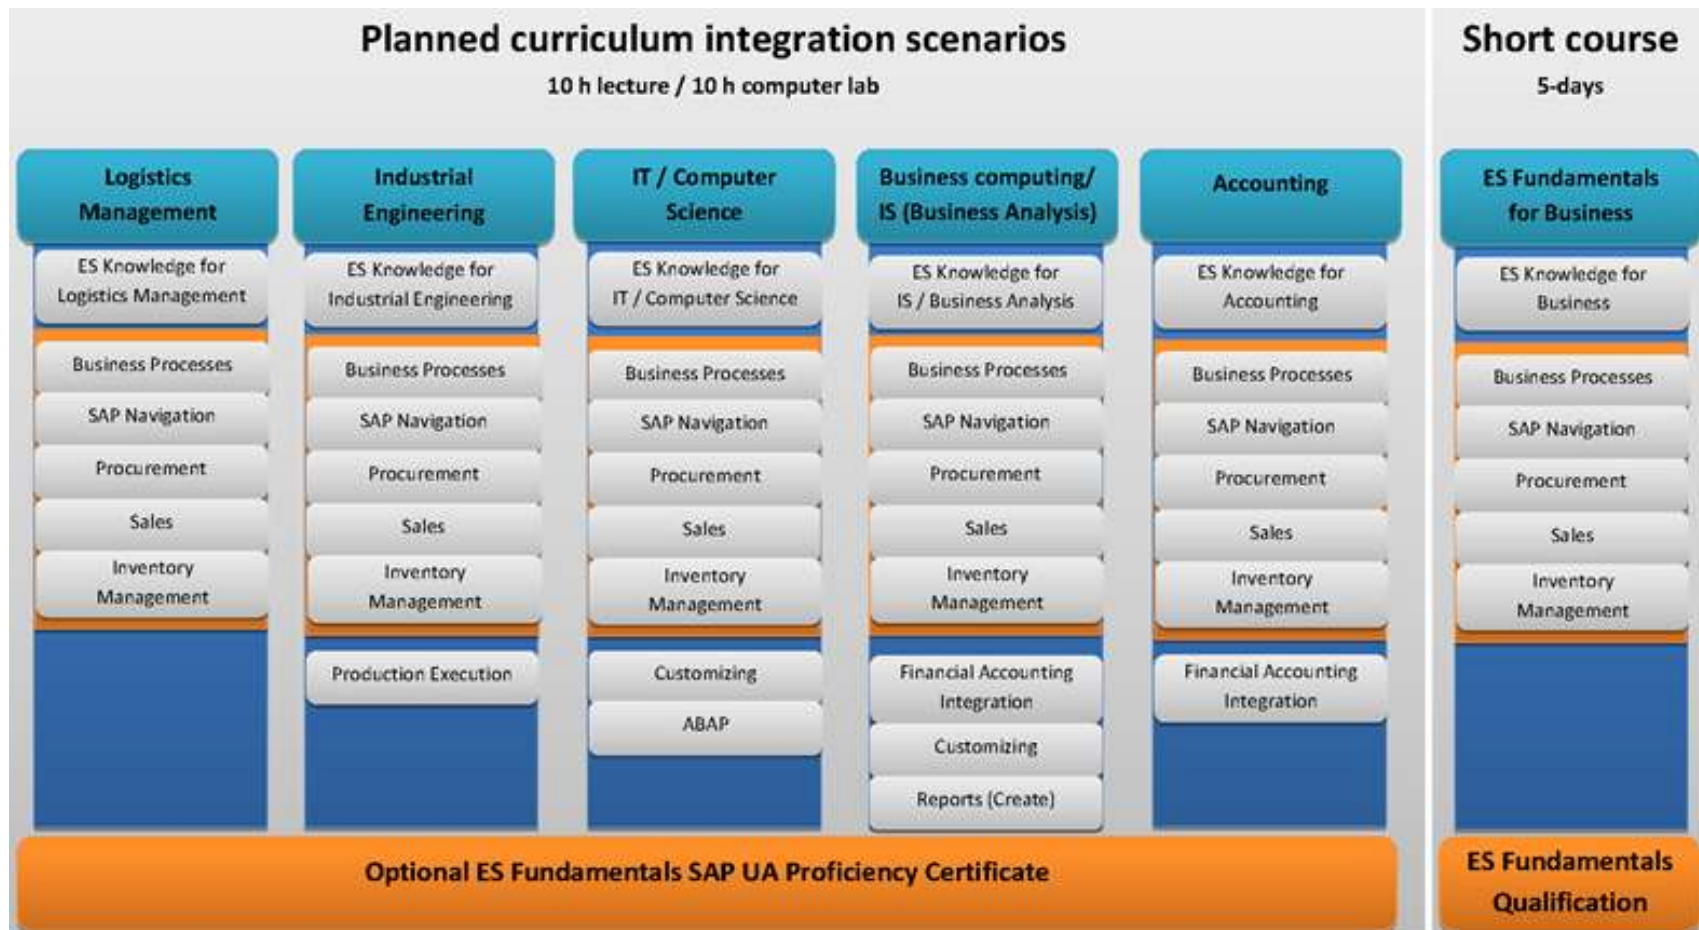 Planned curriculum integration scenarios
10 h lecture / 10 h computer lab
Logistics
Management
ES Knowledge for
Logistics Management
Business Processes
SAP Navigation
Procurement
Sales
Inventory
Management
Industrial
Engineering
ES Knowledge for
Industrial Engineering
Business Processes
SAP Navigation
Procurement
Sales
Inventory
Management
Production Execution
IT / Computer
Science
ES Knowledge for
IT / Computer Science
Business Processes
SAP Navigation
Procurement
Sales
Inventory
Management
Customizing
ABAP
Business computing/
IS (Business Analysis)
ES Knowledge for
IS / Business Analysis
Business Processes
SAP Navigation
Procurement
Sales
Inventory
Management
Financial Accounting
Integration
Customizing
Reports (Create)
Accounting
ES Knowledge for
Accounting
Business Processes
SAP Navigation
Procurement
Sales
Inventory
Management
Financial Accounting
Integration
Optional ES Fundamentals SAP UA Proficiency Certificate
Short course
5-days
ES Fundamentals
for Business
ES Knowledge for
Business
Business Processes
SAP Navigation
Procurement
Sales
Inventory
Management
ES Fundamentals
Qualification